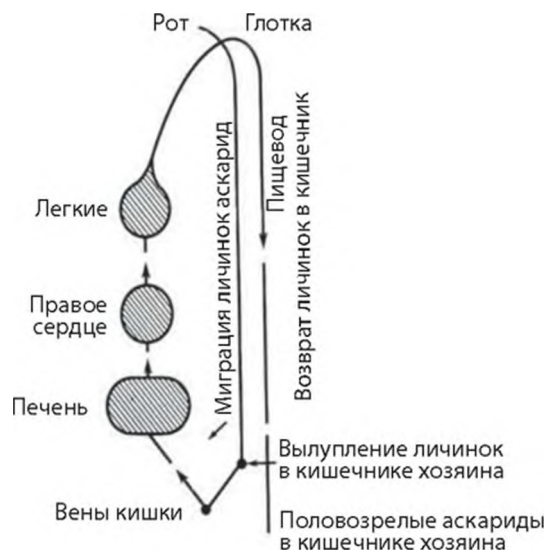 Рот
Глотка
Миграция личинок аскарид
Пищевод
Возврат личинок в кишечник
Легкие
Правое
сердце
Печень
Вылупление личинок
в кишечнике хозяина
Вены кишки
Половозрелые аскариды
в кишечнике хозяина